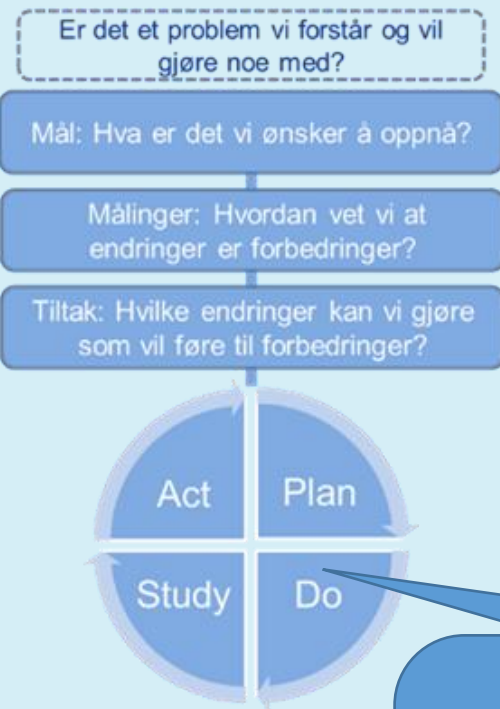 Er det et problem vi forstår og vil
gjøre noe med?
Mål: Hva er det vi ønsker å oppnå?
Målinger: Hvordan vet vi at
endringer er forbedringer?
Tiltak: Hvilke endringer kan vi gjøre
som vil føre til forbedringer?
Act
Plan
Study
Do